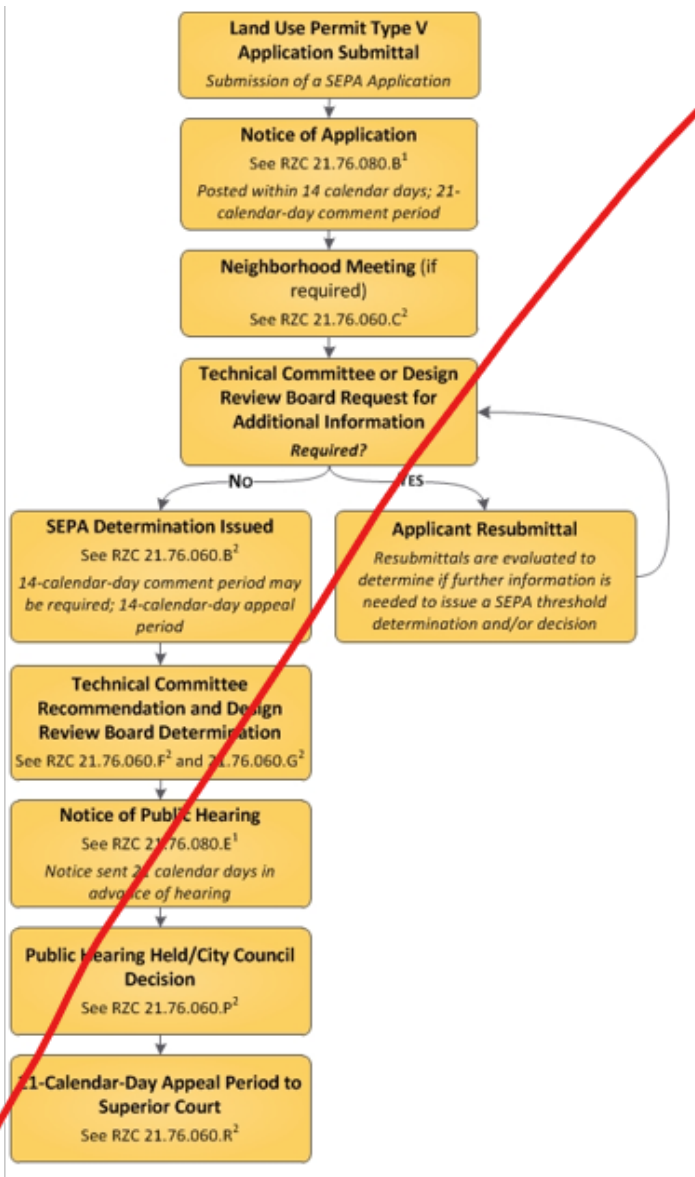 Land Use Permit Type V
Application Submittal
Submission of a SEPA Application
Notice of Application
See RZC 21.76.080.B¹
Posted within 14 calendar days; 21-
calendar-day comment period
Neighborhood Meeting (if
required)
See RZC 21.76.060.C²
Technical Committee or Design
Review Board Request for
Additional Information
Required?
No
YES
SEPA Determination Issued
See RZC 21.76.060.B²
14-calendar-day comment period may
be required; 14-calendar-day appeal
period
Applicant Resubmittal
Resubmittals are evaluated to
determine if further information is
needed to issue a SEPA threshold
determination and/or decision
Technical Committee
Recommendation and Design
Review Board Determination
See RZC 21.76.060.F² and 21.76.060.G²
Notice of Public Hearing
See RZC 21.76.080.E¹
Notice sent 21 calendar days in
advance of hearing
Public Hearing Held/City Council
Decision
See RZC 21.76.060.P²
21-Calendar-Day Appeal Period to
Superior Court
See RZC 21.76.060.R²